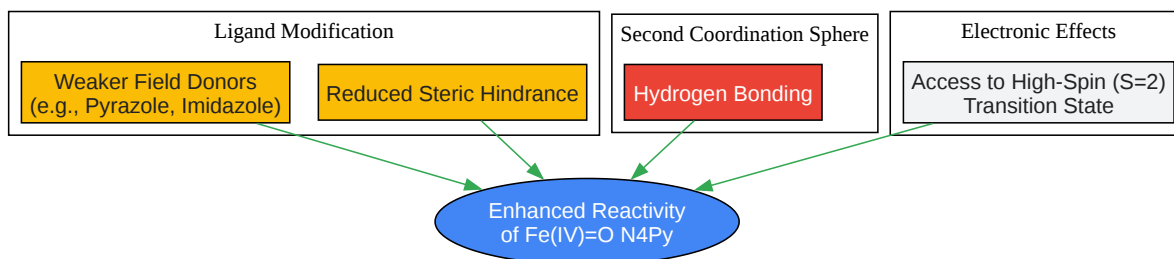 Ligand Modification
Weaker Field Donors
(e.g., Pyrazole, Imidazole)
Reduced Steric Hindrance
Second Coordination Sphere
Hydrogen Bonding
Electronic Effects
Access to High-Spin (S=2)
Transition State
Enhanced Reactivity
of Fe(IV)=O N4Py